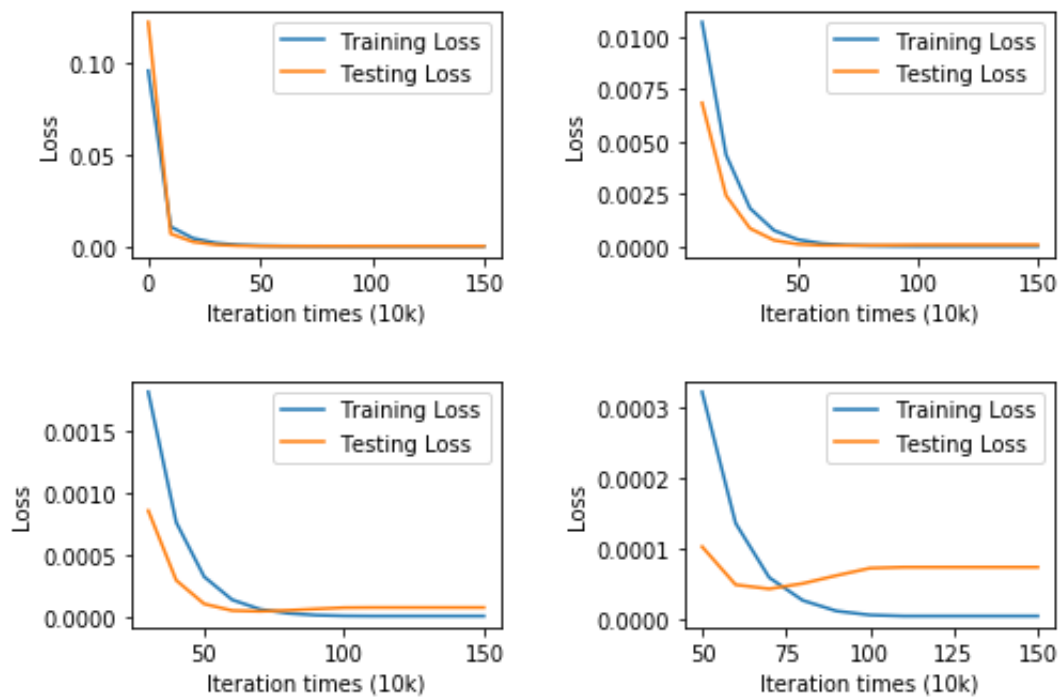 Training Loss
Testing Loss
0.10
0.05
0.00
Loss
0
50
100
150
Iteration times (10k)
Training Loss
Testing Loss
0.0100
0.0075
0.0050
0.0025
0.0000
Loss
50
100
150
Iteration times (10k)
Training Loss
Testing Loss
0.0015
0.0010
0.0005
0.0000
Loss
50
100
150
Iteration times (10k)
Training Loss
Testing Loss
0.0003
0.0002
0.0001
0.0000
Loss
50
75
100
125
150
Iteration times (10k)